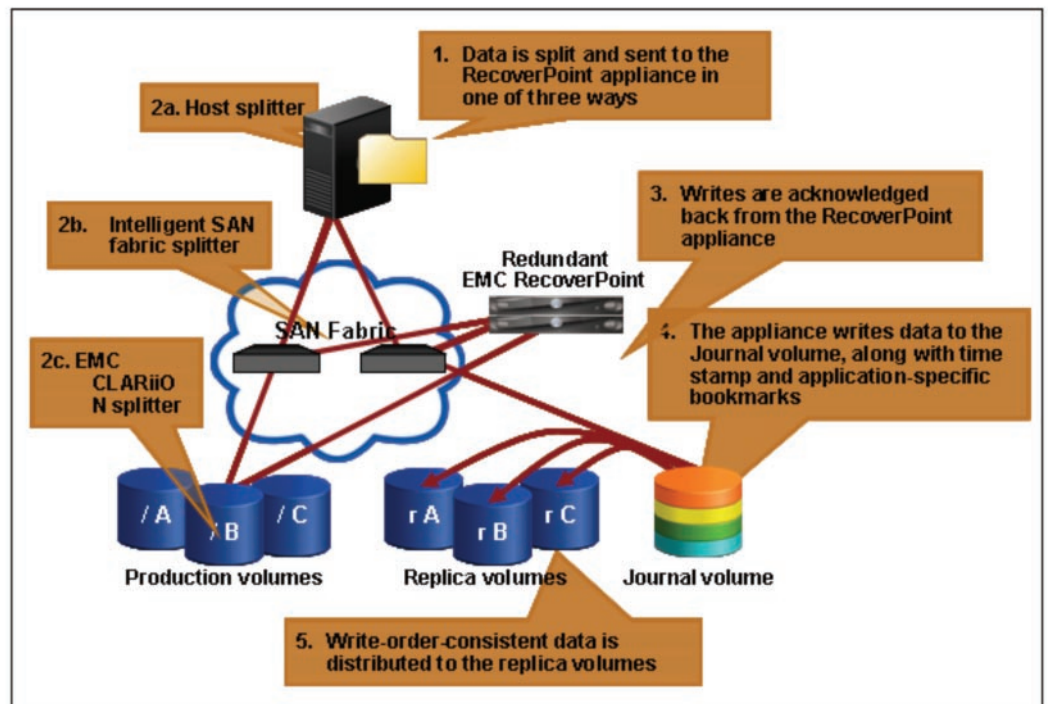 1. Data is split and sent to the
RecoverPoint appliance in
one of three ways
2a. Host splitter
2b. Intelligent SAN
fabric splitter
3. Writes are acknowledged
back from the RecoverPoint
appliance
Redundant
EMC RecoverPoint
SAN Fabric
4. The appliance writes data to the
Journal volume, along with time
stamp and application-specific
bookmarks
2c. EMC
CLARiiO
N splitter
/ A
/ B
/ C
r A
r B
r C
Production volumes
Replica volumes
Journal volume
5. Write-order-consistent data is
distributed to the replica volumes